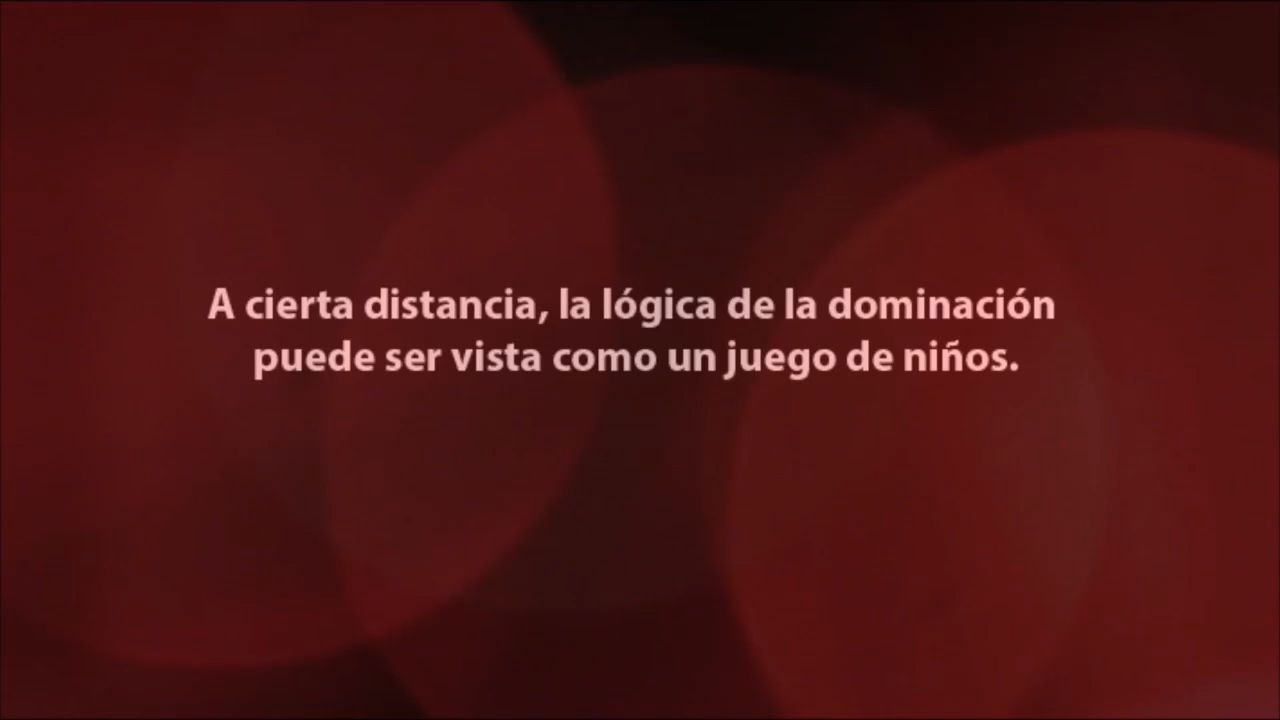 A cierta distancia, la lógica de la dominación
puede ser vista como un juego de niños.